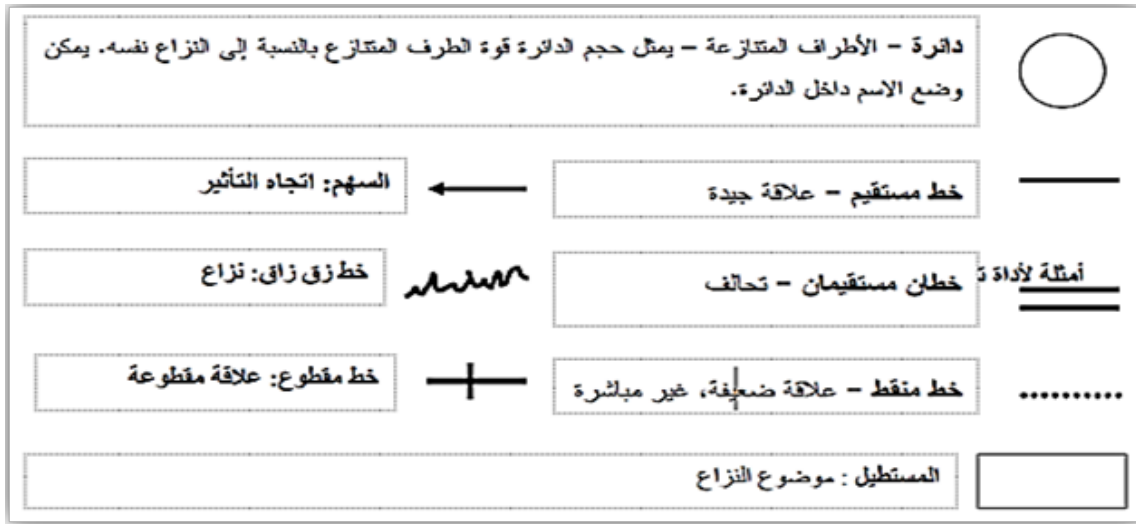 دائرة – الأطراف المتنازعة – يمثل حجم الدائرة قوة الطرف المتنازع بالنسبة إلى النزاع نفسه. يمكن
وضع الاسم داخل الدائرة.
خط مستقيم – علاقة جيدة
السهم: اتجاه التأثير
أمثلة لأداة
خطان مستقيمان – تحالف
خط زق زاق: نزاع
خط منقط – علاقة ضعيفة، غير مباشرة
خط مقطوع: علاقة مقطوعة
المستطيل : موضوع النزاع